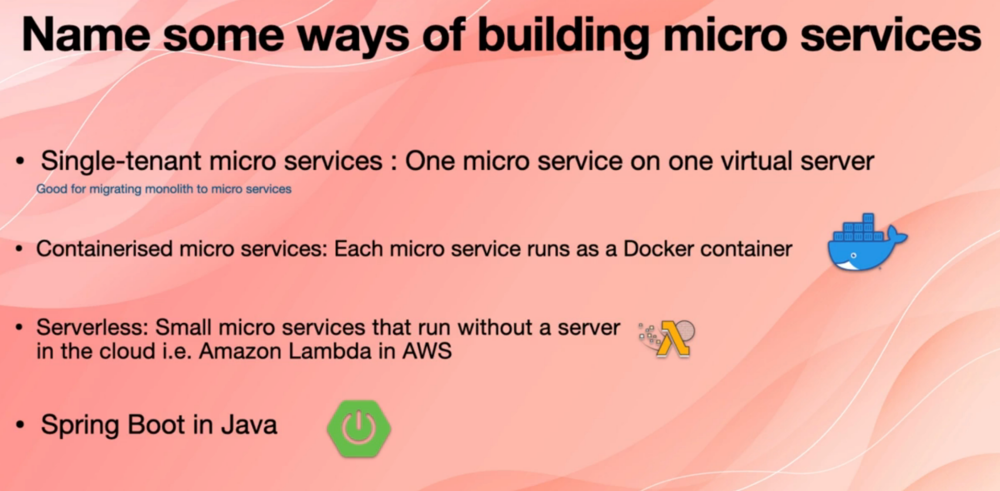 Name some ways of building micro services
• Single-tenant micro services : One micro service on one virtual server
Good for migrating monolith to micro services
• Containerised micro services: Each micro service runs as a Docker container
• Serverless: Small micro services that run without a server
in the cloud i.e. Amazon Lambda in AWS
• Spring Boot in Java